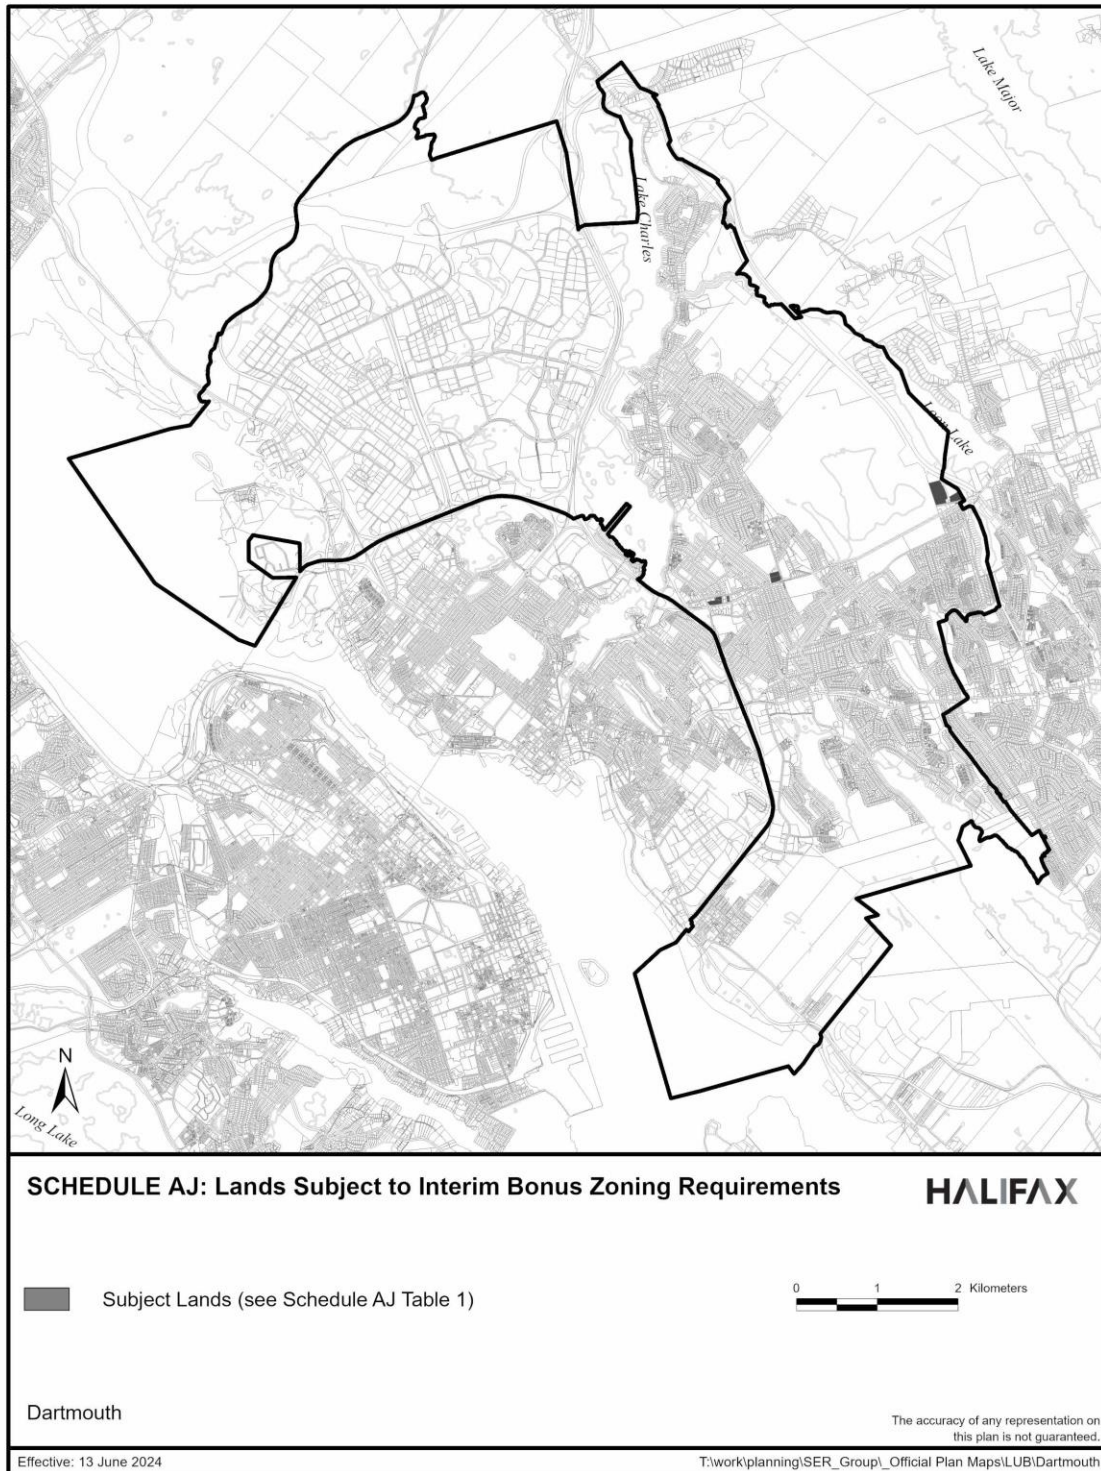 Lake Major
Lake Charles
Loon Lake
N
Long Lake
SCHEDULE AJ: Lands Subject to Interim Bonus Zoning Requirements
HALIFAX
Subject Lands (see Schedule AJ Table 1)
0 1 2 Kilometers
Dartmouth
The accuracy of any representation on
this plan is not guaranteed.
Effective: 13 June 2024
T:\work\planning\SER_Group\_Official Plan Maps\LUB\Dartmouth